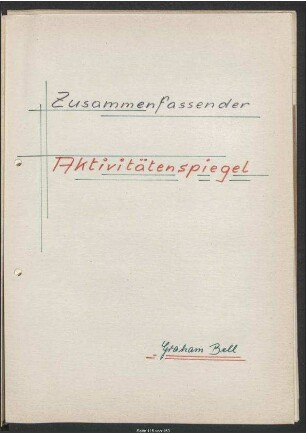 Zusammenfassender
Aktivitätenspiegel
Graham Bell